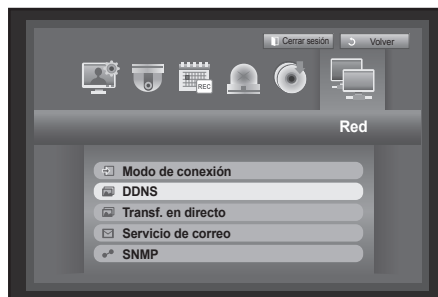 Cerrar sesión Volver
REC
Red
Modo de conexión
DDNS
Transf. en directo
Servicio de correo
SNMP